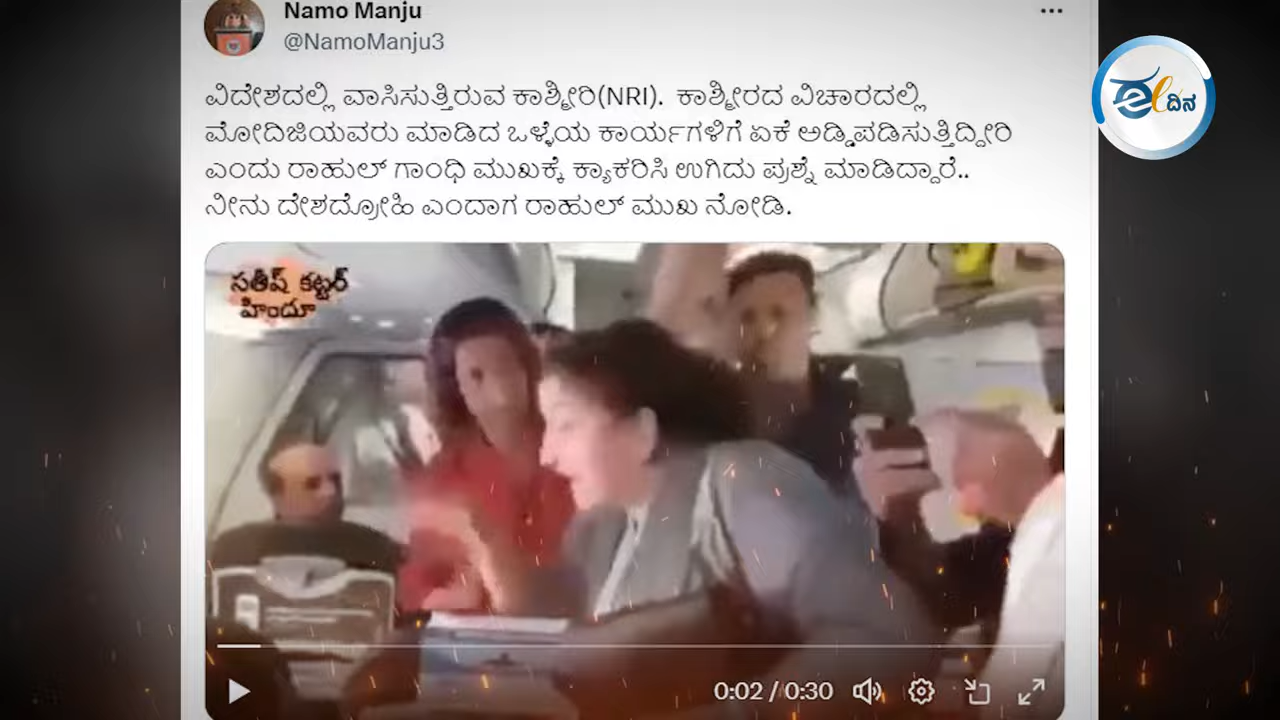 Namo Manju
@NamoManju3
ವಿದೇಶದಲ್ಲಿ ವಾಸಿಸುತ್ತಿರುವ ಕಾಶ್ಮೀರಿ(NRI). ಕಾಶ್ಮೀರದ ವಿಚಾರದಲ್ಲಿ
ಮೋದಿಜಿಯವರು ಮಾಡಿದ ಒಳ್ಳೆಯ ಕಾರ್ಯಗಳಿಗೆ ಏಕೆ ಅಡ್ಡಿಪಡಿಸುತ್ತಿದ್ದೀರಿ
ಎಂದು ರಾಹುಲ್ ಗಾಂಧಿ ಮುಖಕ್ಕೆ ಕ್ಯಾಕರಿಸಿ ಉಗಿದು ಪ್ರಶ್ನೆ ಮಾಡಿದ್ದಾರೆ..
ನೀನು ದೇಶದ್ರೋಹಿ ಎಂದಾಗ ರಾಹುಲ್ ಮುಖ ನೋಡಿ.
ಸತೀಷ್ ಕಟ್ಟರ್
ಹಿಂದೂ
0:02 / 0:30
ಈ el ದಿನ